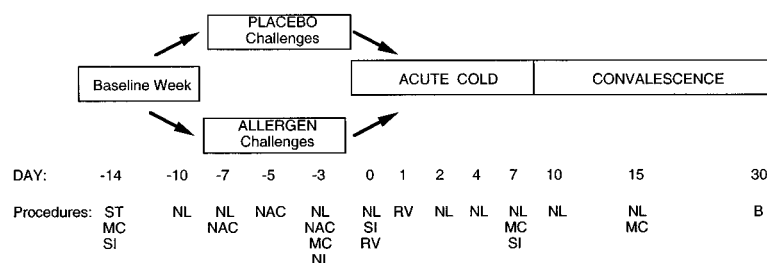 PLACEBO
Challenges
Baseline Week
ACUTE COLD
CONVALESCENCE
ALLERGEN
Challenges
DAY: -14 -10 -7 -5 -3 0 1 2 4 7 10 15 30
Procedures: ST NL NL NAC NL NL RV NL NL NL NL NL B
MC NAC NAC SI MC MC
SI MC RV SI
NL